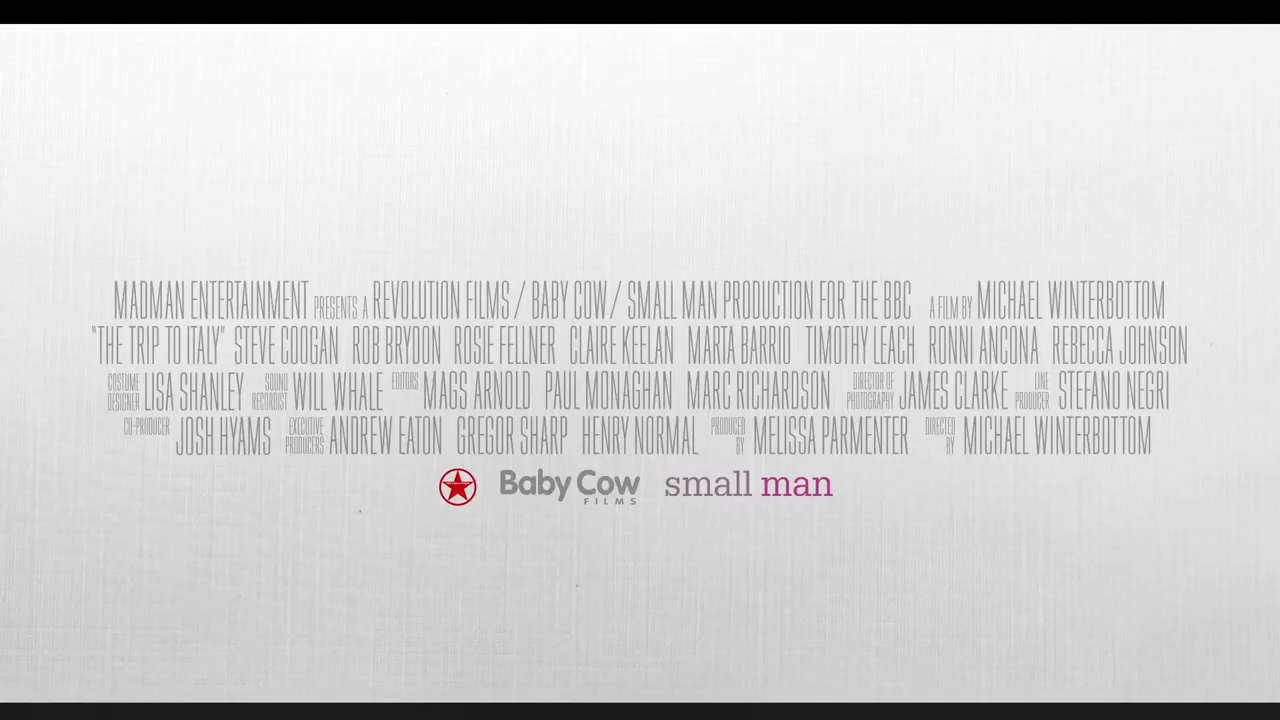 MADMAN ENTERTAINMENT PRESENTS A REVOLUTION FILMS / BABY COW / SMALL MAN PRODUCTION FOR THE BBC A FILM BY MICHAEL WINTERBOTTOM
"THE TRIP TO ITALY" STEVE COOGAN ROB BRYDON ROSIE FELLNER CLAIRE KEELAN MARTA BARRIO TIMOTHY LEACH RONNI ANCONA REBECCA JOHNSON
COSTUME DESIGNER LISA SHANLEY SOUND RECORDIST WILL WHALE EDITORS MAGS ARNOLD PAUL MONAGHAN MARC RICHARDSON DIRECTOR OF PHOTOGRAPHY JAMES CLARKE LINE PRODUCER STEFANO NEGRI
CO-PRODUCER JOSH HYAMS EXECUTIVE PRODUCERS ANDREW EATON GREGOR SHARP HENRY NORMAL PRODUCED BY MELISSA PARMENTER DIRECTED BY MICHAEL WINTERBOTTOM
Baby Cow FILMS small man